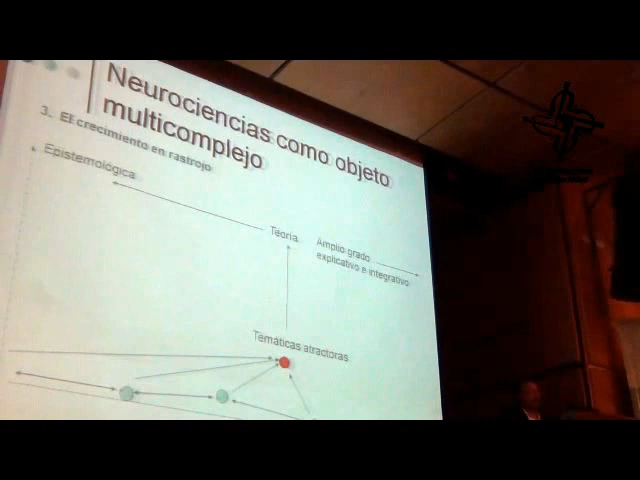 Neurociencias como objeto
multicomplejo
3. El crecimiento en rastrojo
Epistemológica
Teoría
Amplio grado
explicativo e integrativo
Temáticas atractoras